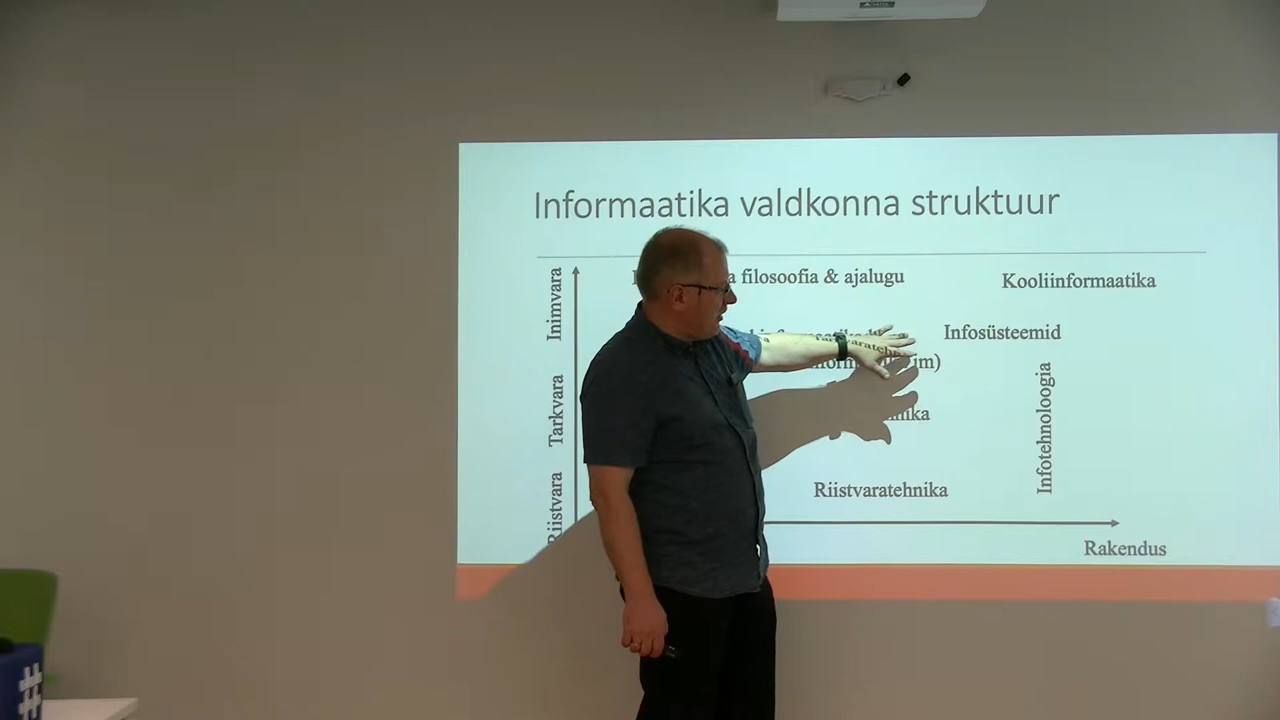 Informaatika valdkonna struktuur
Inimvara
filosoofia & ajalugu
Kooliinformaatika
Infosüsteemid
Tarkvara
Infotehnoloogia
Riistvara
Riistvaratehnika
Rakendus
#